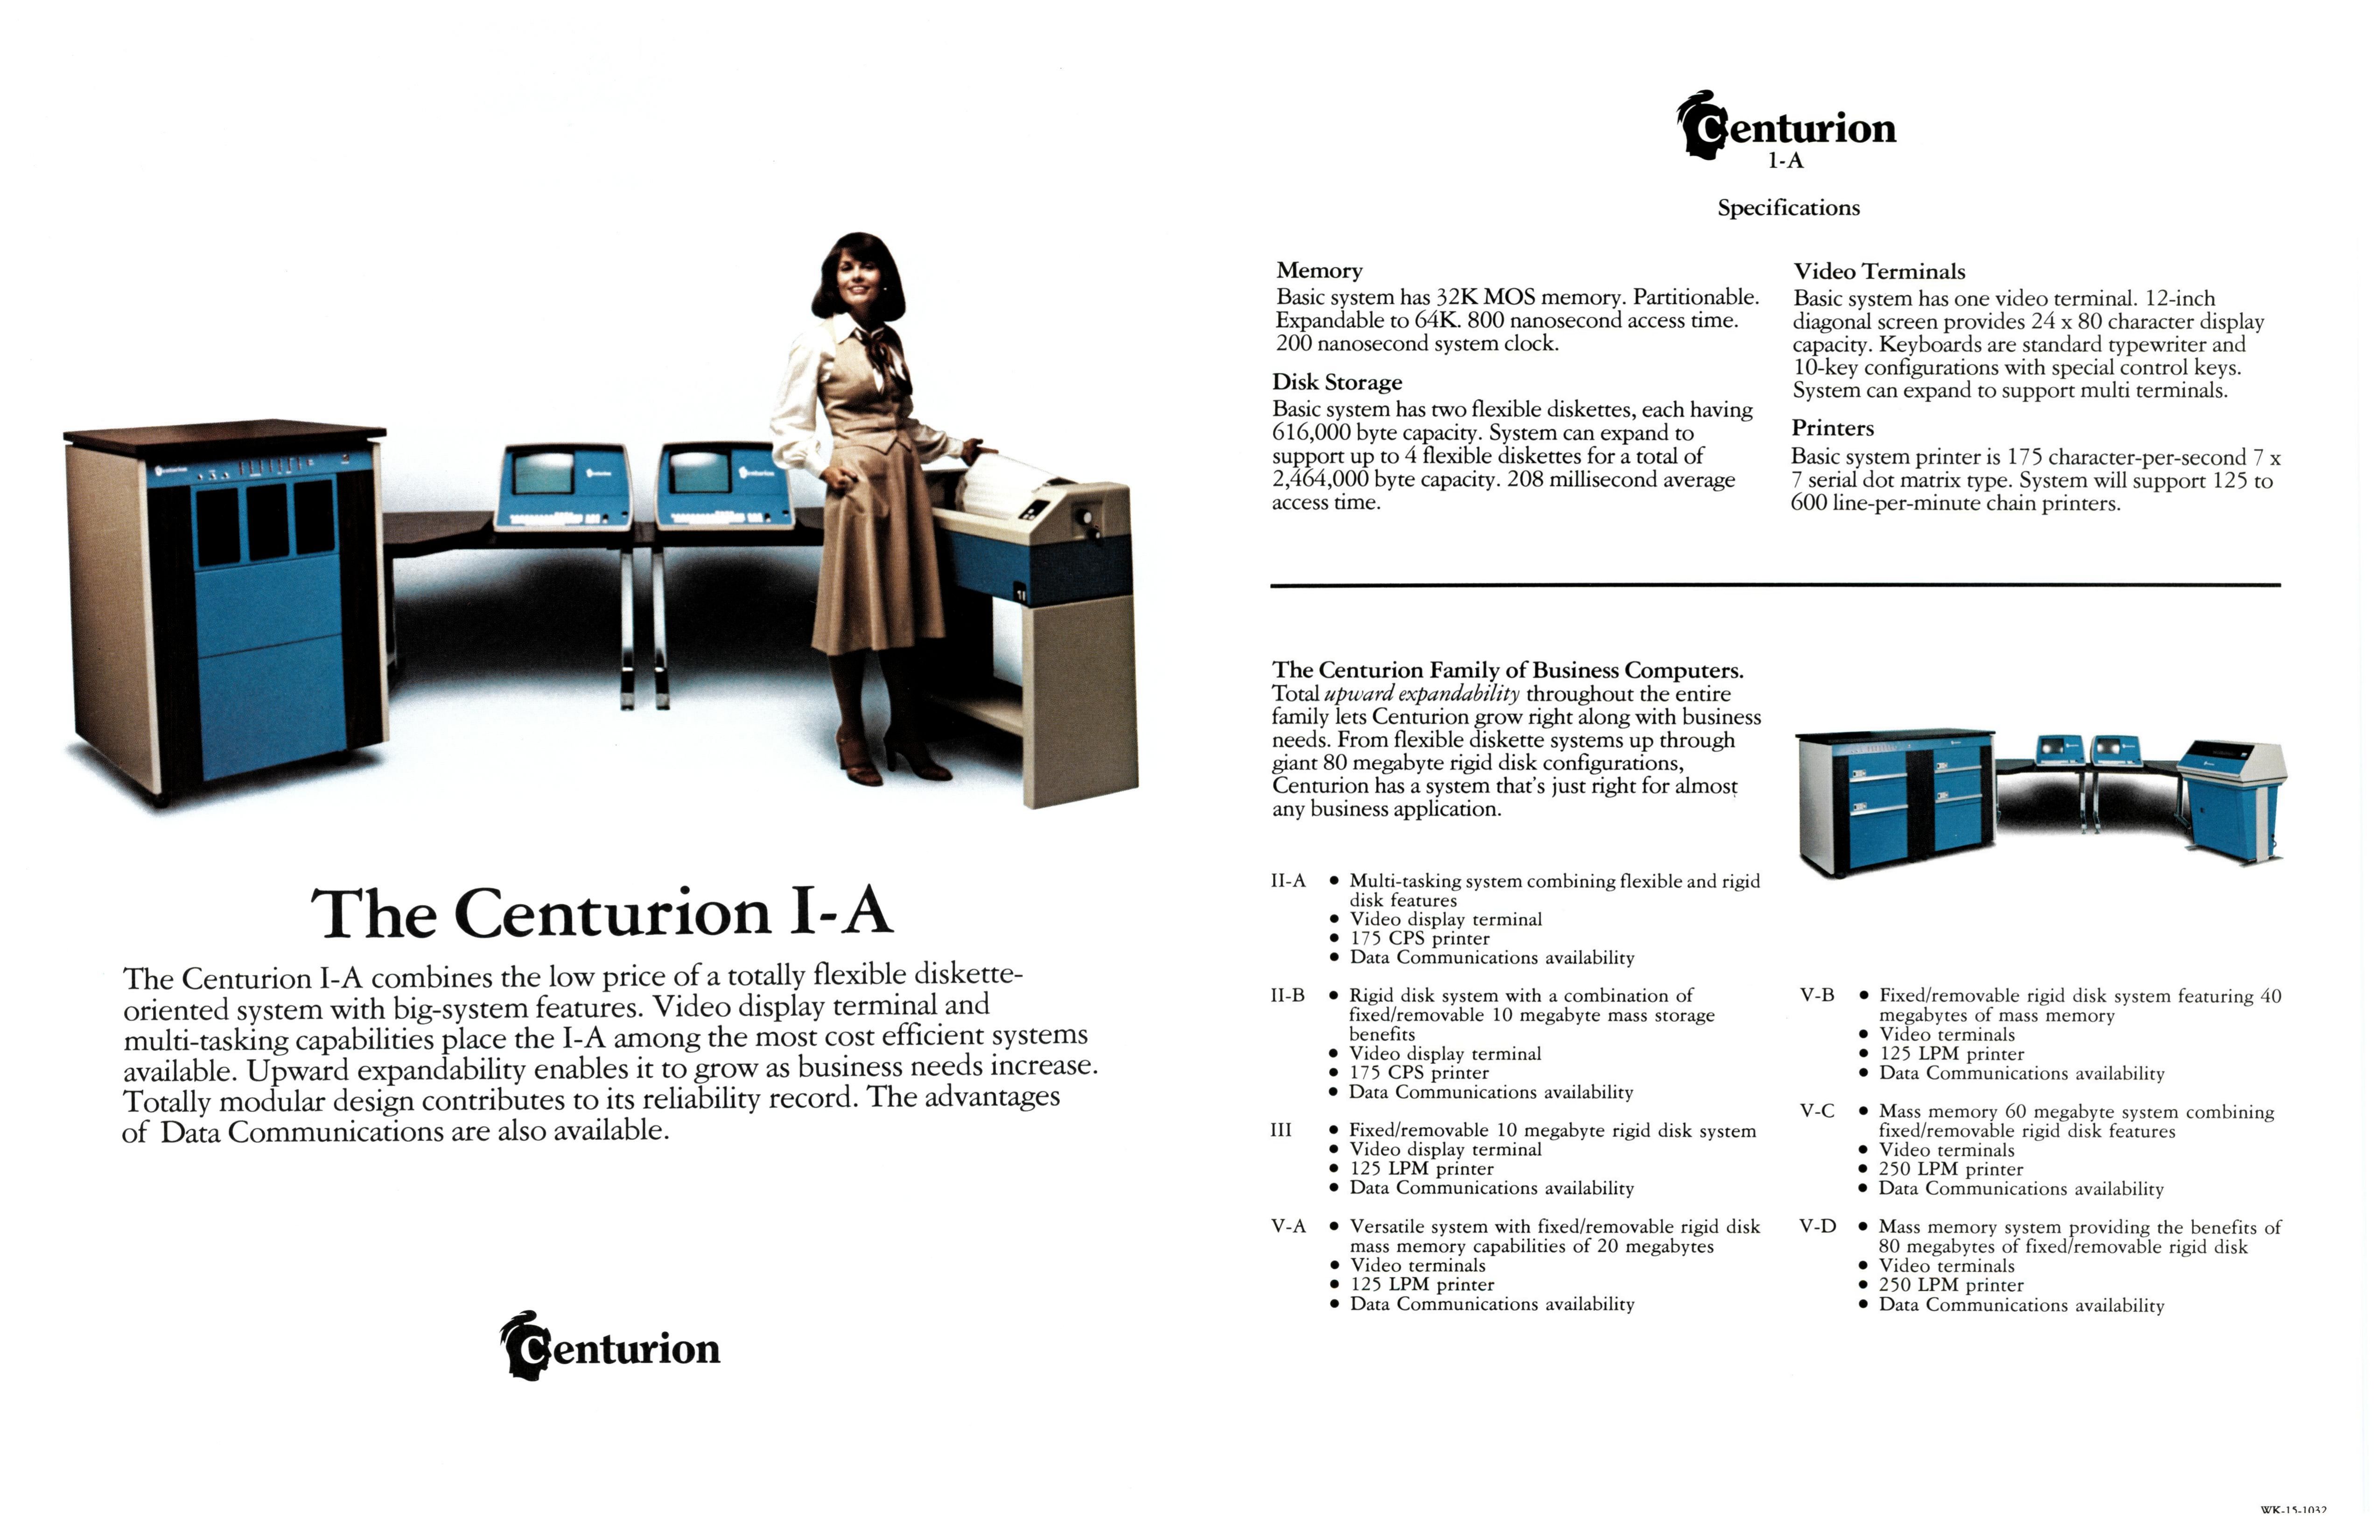 The Centurion I-A
The Centurion I-A combines the low price of a totally flexible diskette-
oriented system with big-system features. Video display terminal and
multi-tasking capabilities place the I-A among the most cost efficient systems
available. Upward expandability enables it to grow as business needs increase.
Totally modular design contributes to its reliability record. The advantages
of Data Communications are also available.
Centurion
Centurion
1-A
Specifications
Memory
Basic system has 32K MOS memory. Partitionable.
Expandable to 64K. 800 nanosecond access time.
200 nanosecond system clock.
Disk Storage
Basic system has two flexible diskettes, each having
616,000 byte capacity. System can expand to
support up to 4 flexible diskettes for a total of
2,464,000 byte capacity. 208 millisecond average
access time.
Video Terminals
Basic system has one video terminal. 12-inch
diagonal screen provides 24 x 80 character display
capacity. Keyboards are standard typewriter and
10-key configurations with special control keys.
System can expand to support multi terminals.
Printers
Basic system printer is 175 character-per-second 7 x
7 serial dot matrix type. System will support 125 to
600 line-per-minute chain printers.
The Centurion Family of Business Computers.
Total upward expandability throughout the entire
family lets Centurion grow right along with business
needs. From flexible diskette systems up through
giant 80 megabyte rigid disk configurations,
Centurion has a system that's just right for almost
any business application.
II-A • Multi-tasking system combining flexible and rigid
disk features
• Video display terminal
• 175 CPS printer
• Data Communications availability
II-B • Rigid disk system with a combination of
fixed/removable 10 megabyte mass storage
benefits
• Video display terminal
• 175 CPS printer
• Data Communications availability
III • Fixed/removable 10 megabyte rigid disk system
• Video display terminal
• 125 LPM printer
• Data Communications availability
V-A • Versatile system with fixed/removable rigid disk
mass memory capabilities of 20 megabytes
• Video terminals
• 125 LPM printer
• Data Communications availability
V-B • Fixed/removable rigid disk system featuring 40
megabytes of mass memory
• Video terminals
• 125 LPM printer
• Data Communications availability
V-C • Mass memory 60 megabyte system combining
fixed/removable rigid disk features
• Video terminals
• 250 LPM printer
• Data Communications availability
V-D • Mass memory system providing the benefits of
80 megabytes of fixed/removable rigid disk
• Video terminals
• 250 LPM printer
• Data Communications availability
WK-15-1032